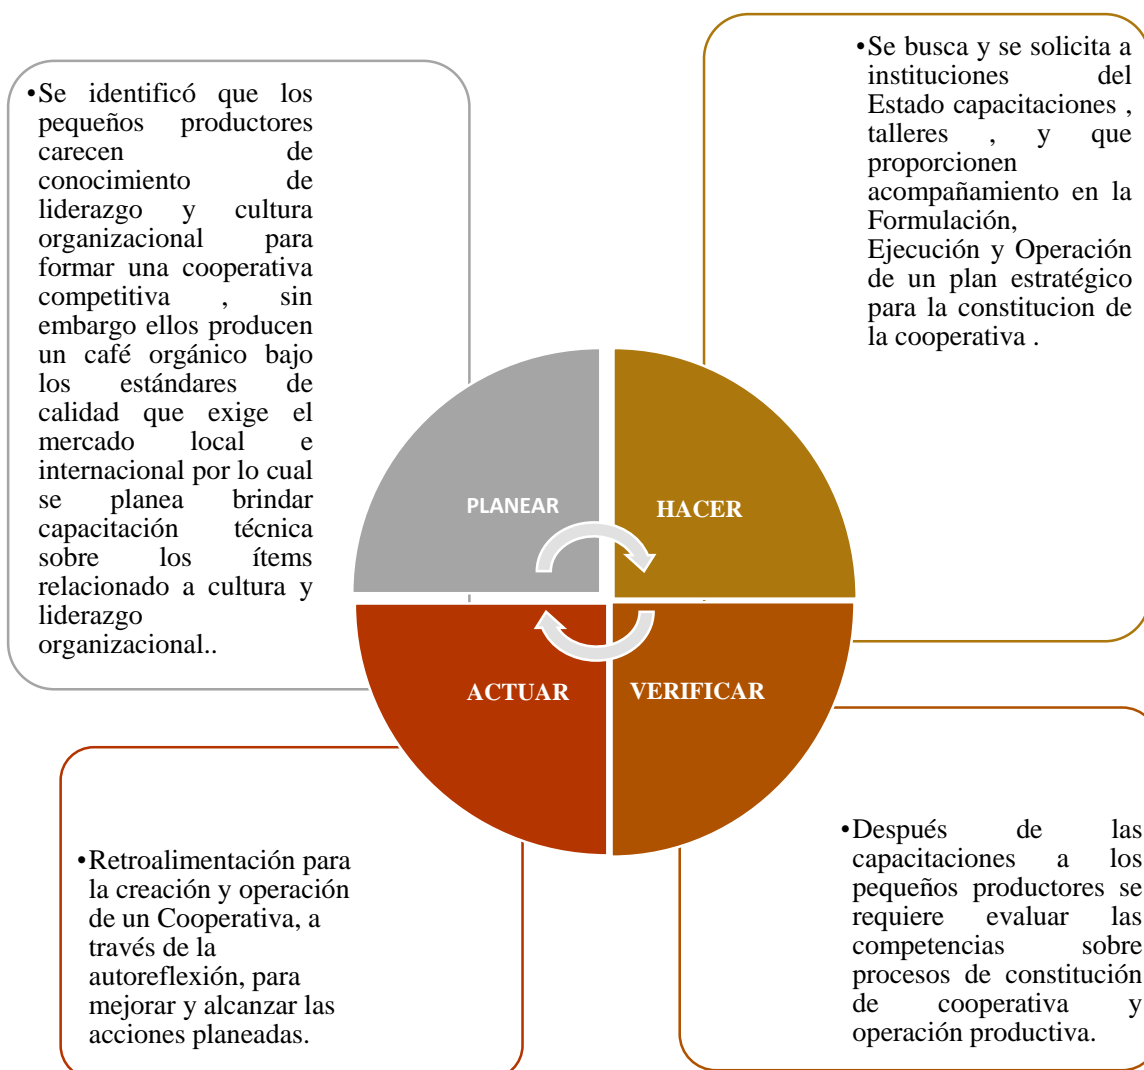 •Se identificó que los
pequeños productores
carecen de
conocimiento de
liderazgo y cultura
organizacional para
formar una cooperativa
competitiva , sin
embargo ellos producen
un café orgánico bajo
los estándares de
calidad que exige el
mercado local e
internacional por lo cual
se planea brindar
capacitación técnica
sobre los ítems
relacionado a cultura y
liderazgo
organizacional..
•Se busca y se solicita a
instituciones del
Estado capacitaciones ,
talleres , y que
proporcionen
acompañamiento en la
Formulación,
Ejecución y Operación
de un plan estratégico
para la constitucion de
la cooperativa .
PLANEAR
HACER
ACTUAR
VERIFICAR
•Retroalimentación para
la creación y operación
de un Cooperativa, a
través de la
autoreflexión, para
mejorar y alcanzar las
acciones planeadas.
•Después de las
capacitaciones a los
pequeños productores se
requiere evaluar las
competencias sobre
procesos de constitución
de cooperativa y
operación productiva.